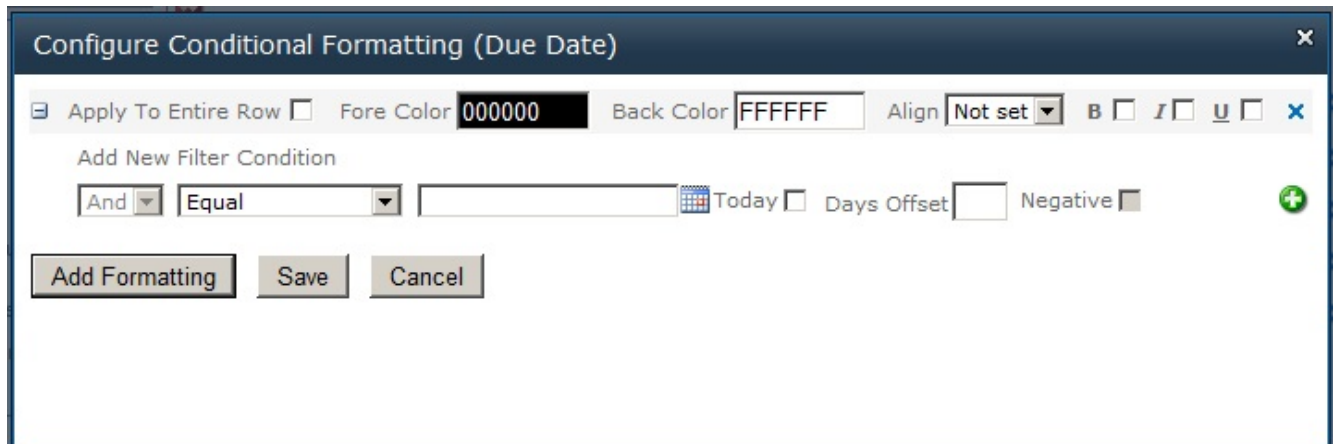 Configure Conditional Formatting (Due Date)
Apply To Entire Row Fore Color 000000 Back Color FFFFFF Align Not set B I U
Add New Filter Condition
And Equal Today Days Offset Negative
Add Formatting Save Cancel